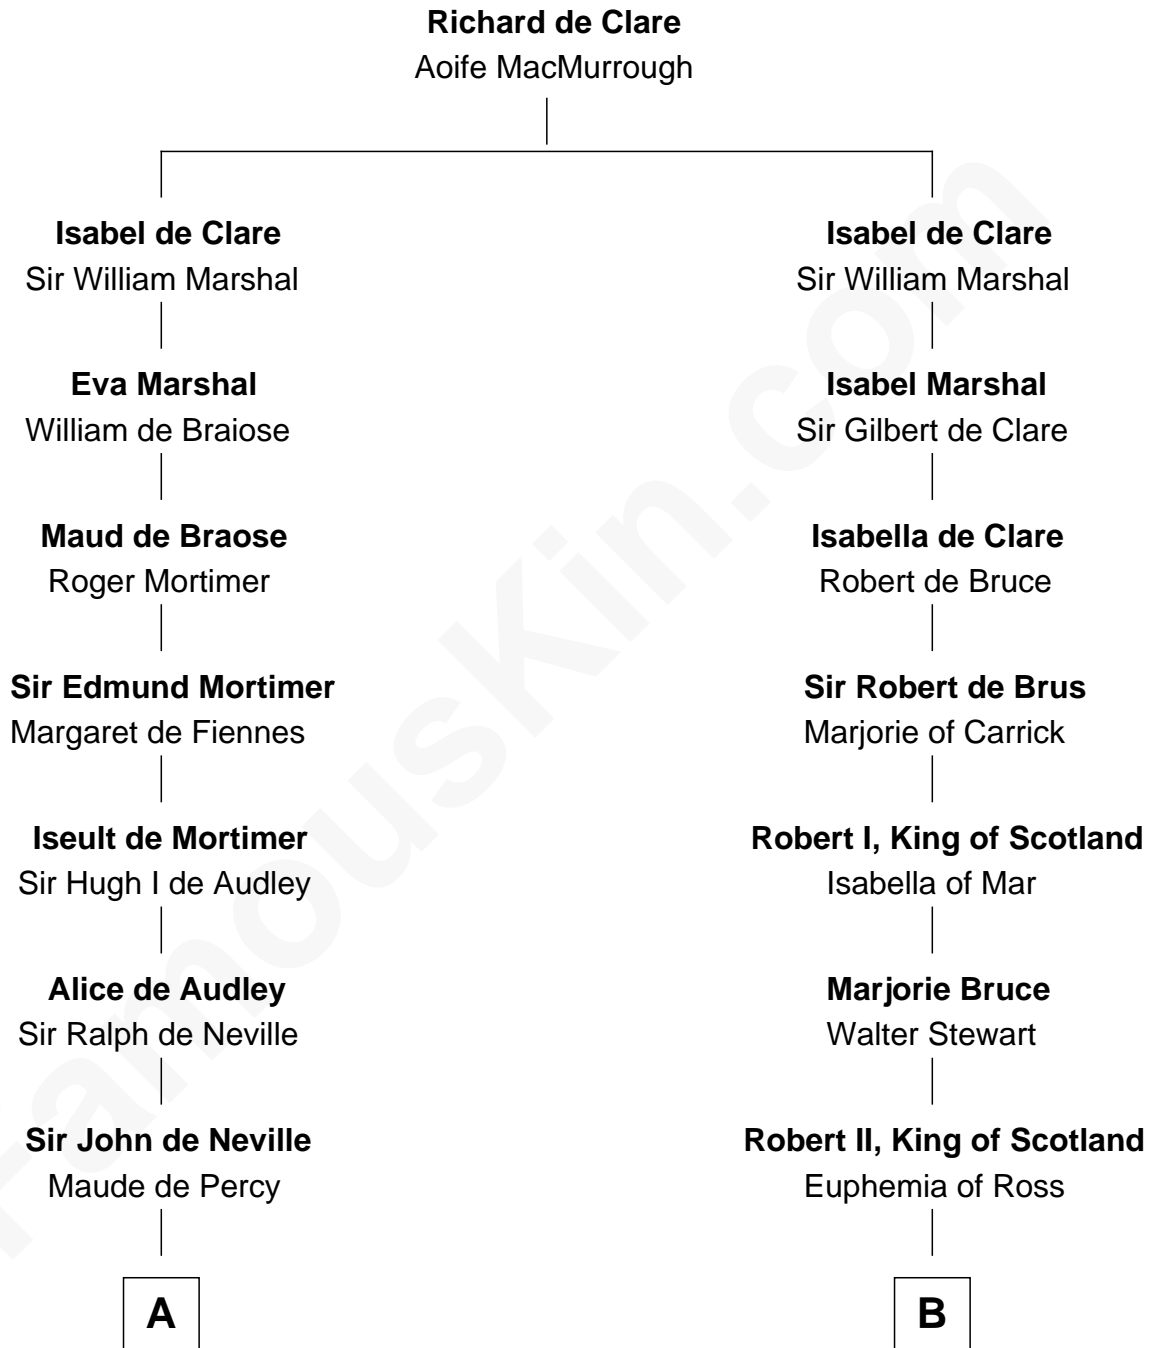 Richard de Clare
Aoife MacMurrough
Isabel de Clare
Sir William Marshal
Isabel de Clare
Sir William Marshal
Eva Marshal
William de Braiose
Isabel Marshal
Sir Gilbert de Clare
Maud de Braose
Roger Mortimer
Isabella de Clare
Robert de Bruce
Sir Edmund Mortimer
Margaret de Fiennes
Sir Robert de Brus
Marjorie of Carrick
Iseult de Mortimer
Sir Hugh I de Audley
Robert I, King of Scotland
Isabella of Mar
Alice de Audley
Sir Ralph de Neville
Marjorie Bruce
Walter Stewart
Sir John de Neville
Maude de Percy
Robert II, King of Scotland
Euphemia of Ross
A
B
FamousKin.com